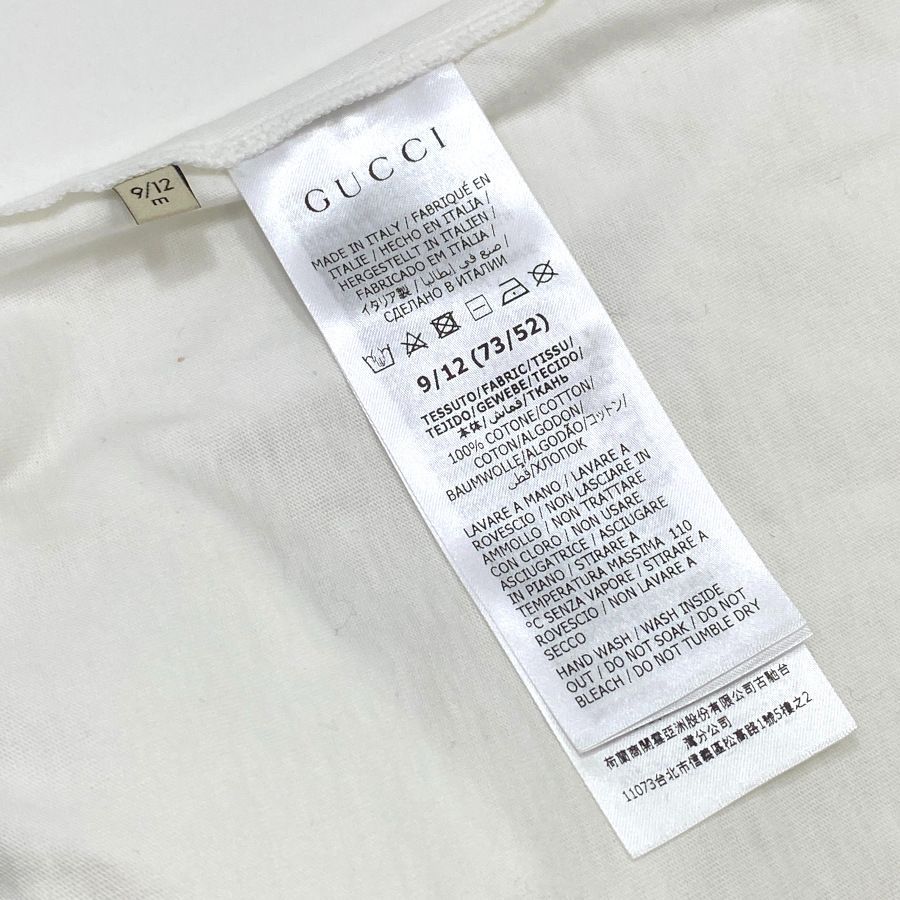 9/12
m
GUCCI
MADE IN ITALY / FABRIQUÉ EN
ITALIE / HECHO EN ITALIA /
HERGESTELLT IN ITALIEN /
FABRICADO EM ITÁLIA /
イタリア製 / صنع في إيطاليا /
СДЕЛАНО В ИТАЛИИ
9/12 (73/52)
TESSUTO/FABRIC/TISSU/
TEJIDO/GEWEBE/TECIDO/
本体/قماش/ТКАНЬ
100% COTONE/COTTON/
COTON/ALGODON/
BAUMWOLLE/ALGODÃO/コットン/
قطن/ХЛОПОК
LAVARE A MANO / LAVARE A
ROVESCIO / NON LASCIARE IN
AMMOLLO / NON TRATTARE
CON CLORO / NON USARE
ASCIUGATRICE / ASCIUGARE
IN PIANO / STIRARE A
TEMPERATURA MASSIMA 110
°C SENZA VAPORE / STIRARE A
ROVESCIO / NON LAVARE A
SECCO
HAND WASH / WASH INSIDE
OUT / DO NOT SOAK / DO NOT
BLEACH / DO NOT TUMBLE DRY
荷蘭商開雲亞洲股份有限公司古馳台
灣分公司
11073台北市信義區松高路1號5樓之2